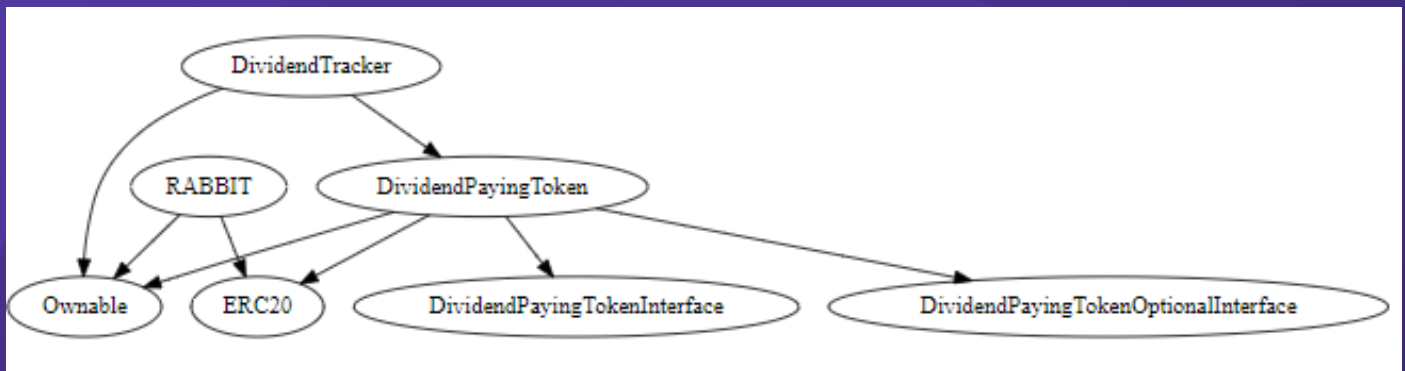 DividendTracker
RABBIT
DividendPayingToken
Ownable
ERC20
DividendPayingTokenInterface
DividendPayingTokenOptionalInterface